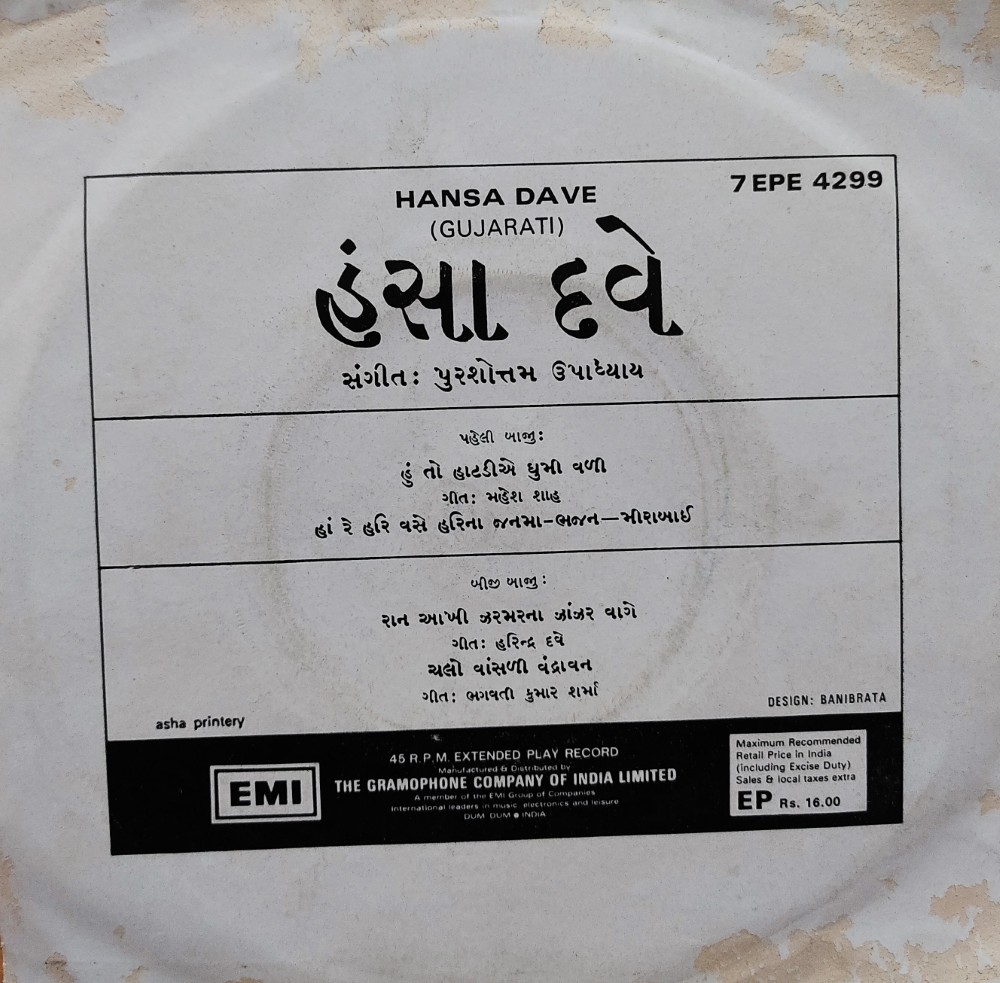 HANSA DAVE
7 EPE 4299
(GUJARATI)
હંસા દવે
સંગીત: પુરશોત્તમ ઉપાધ્યાય
પહેલી બાજુ:
હું તો હાટડીએ ઘુમી વળી
ગીત: મહેશ શાહ
હાં રે હરિ વસે હરિના જનમા-ભજન—મીરાબાઈ
બીજી બાજુ:
રાન આખી ઝરમરના ઝાંઝર વાગે
ગીત: હરિન્દ્ર દવે
ચલો વાંસળી વંદ્રાવન
ગીત: ભગવતી કુમાર શર્મા
DESIGN: BANIBRATA
asha printery
EMI
45 R.P.M. EXTENDED PLAY RECORD
Manufactured & Distributed by
THE GRAMOPHONE COMPANY OF INDIA LIMITED
A member of the EMI Group of Companies
International leaders in music, electronics and leisure
DUM DUM ● INDIA
Maximum Recommended
Retail Price in India
(including Excise Duty)
Sales & local taxes extra
EP Rs. 16.00